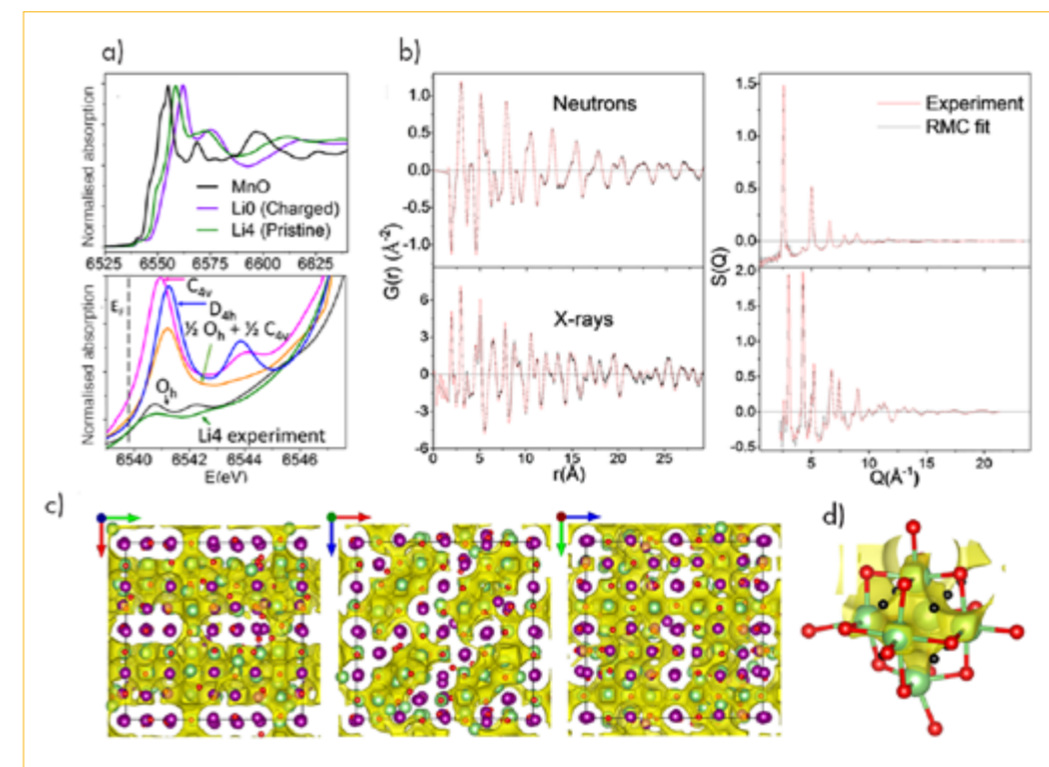 a)
Normalised absorption
MnO
Li0 (Charged)
Li4 (Pristine)
6525 6550 6575 6600 6625
Normalised absorption
Ef
C4v
D4h
½ Oh + ½ C4v
Oh
Li4 experiment
6540 6542 6544 6546
E(eV)
b)
G(r) (Å⁻²)
1.0
0.5
0.0
-0.5
-1.0
Neutrons
6
3
0
-3
-6
X-rays
0 5 10 15 20 25
r(Å)
S(Q)
1.5
1.0
0.5
0.0
Experiment
RMC fit
2.0
1.5
1.0
0.5
0.0
-0.5
5 10 15 20
Q(Å⁻¹)
c)
d)